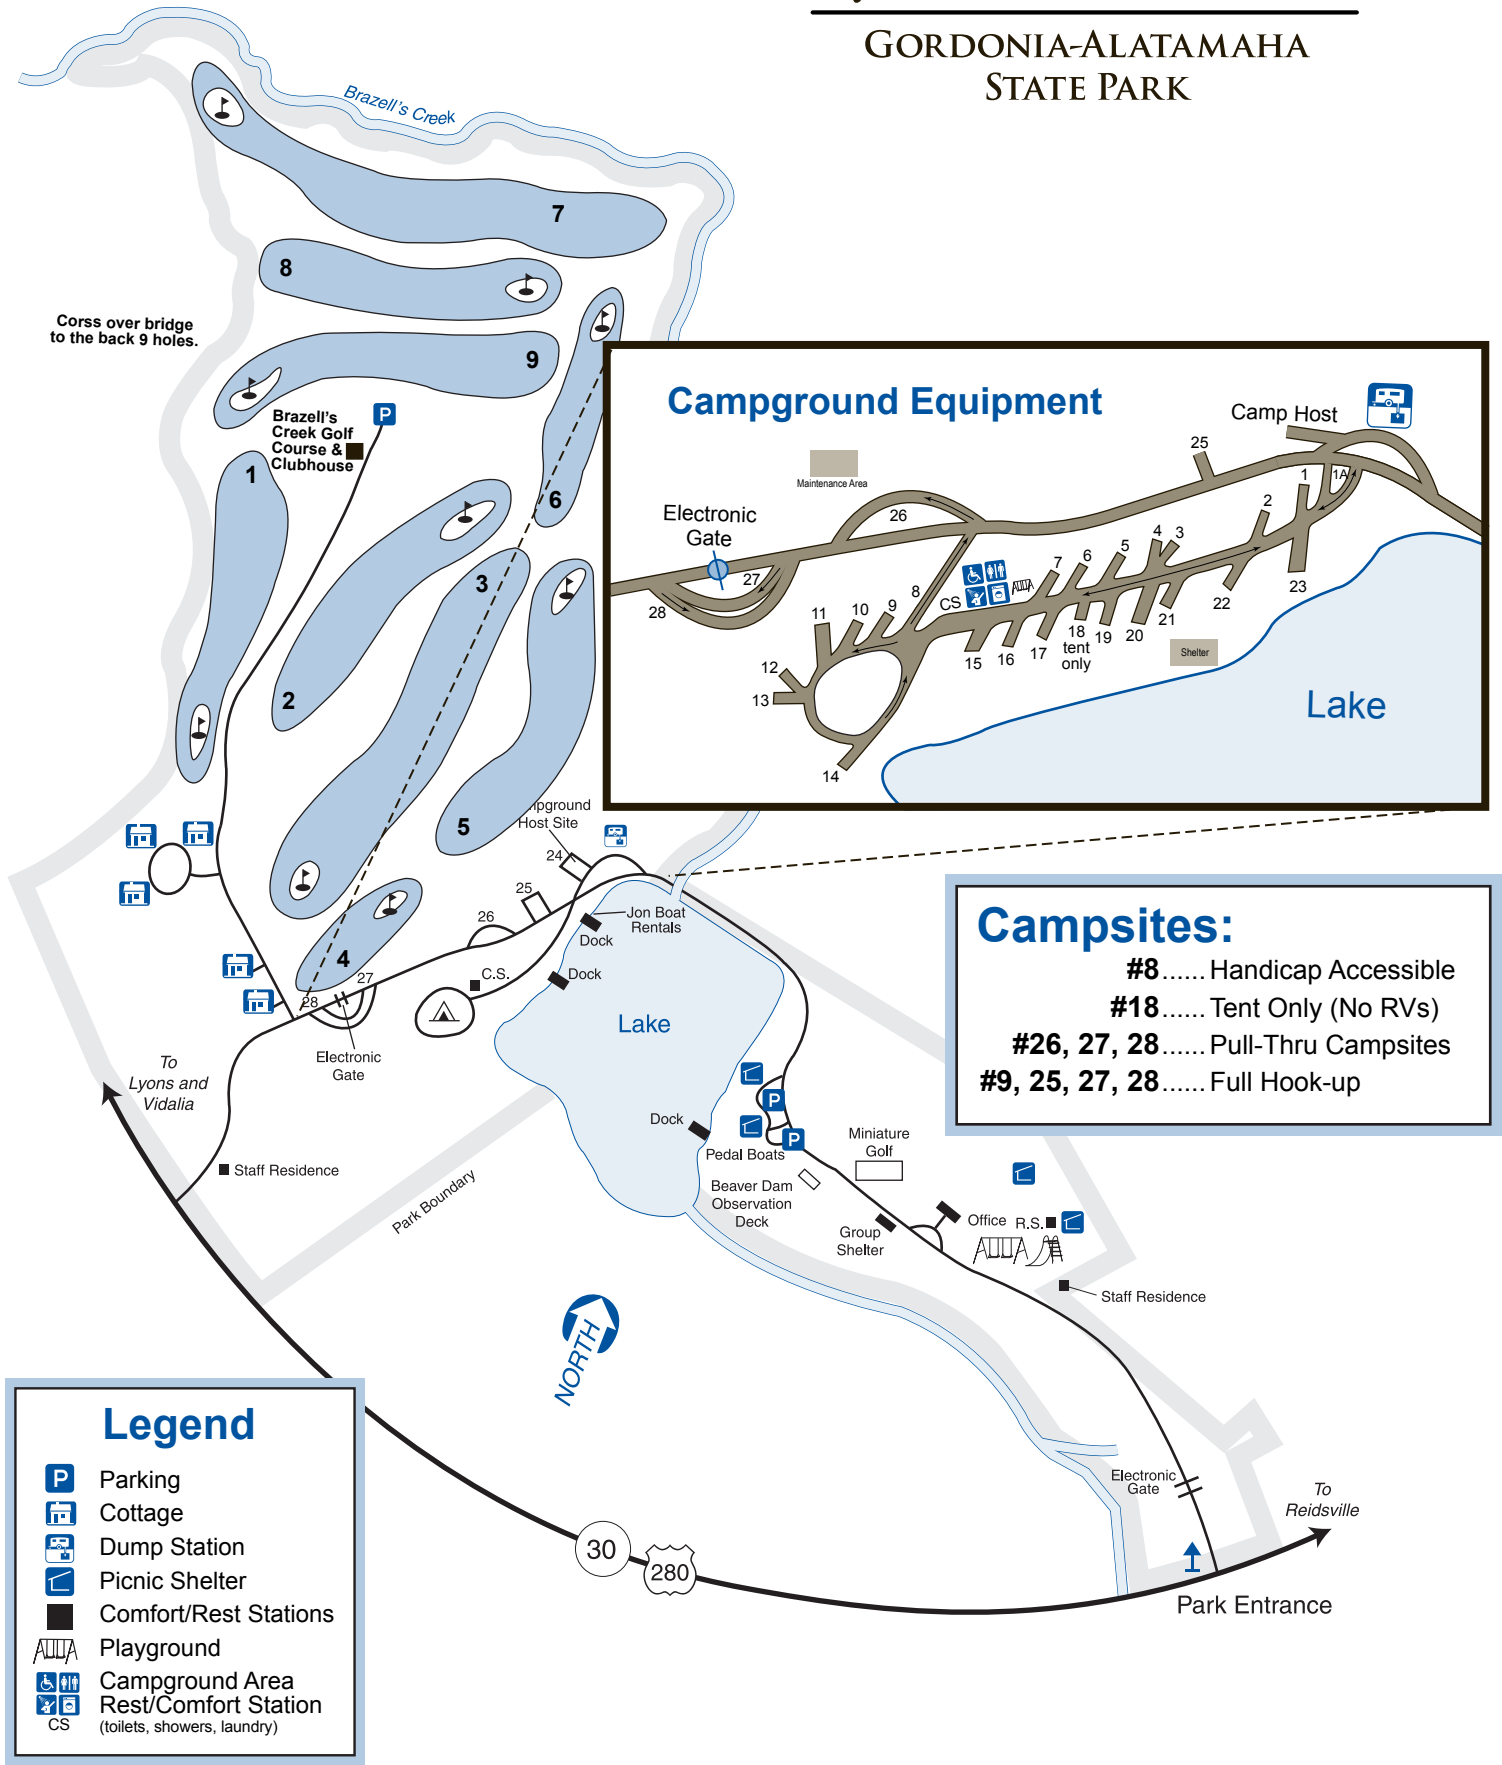 GORDONIA-ALATAMAHA
STATE PARK
Brazell's Creek
7
8
9
Corss over bridge
to the back 9 holes.
P
Brazell's
Creek Golf
Course &
Clubhouse
1
6
2
3
5
4
Campground Equipment
Camp Host
Maintenance Area
Electronic
Gate
25
26
27
28
1A
1
2
3
4
5
6
7
8
9
10
11
12
13
14
15
16
17
18
tent
only
19
20
21
22
23
CS
Shelter
Lake
mpground
Host Site
24
25
26
27
28
Jon Boat
Rentals
Dock
Dock
C.S.
Lake
Electronic
Gate
To
Lyons and
Vidalia
Staff Residence
Park Boundary
Campsites:
#8......Handicap Accessible
#18......Tent Only (No RVs)
#26, 27, 28......Pull-Thru Campsites
#9, 25, 27, 28......Full Hook-up
P
P
Dock
Pedal Boats
Miniature
Golf
Beaver Dam
Observation
Deck
Group
Shelter
Office
R.S.
Staff Residence
NORTH
Electronic
Gate
To
Reidsville
30
280
Park Entrance
Legend
P Parking
Cottage
Dump Station
Picnic Shelter
Comfort/Rest Stations
Playground
Campground Area
Rest/Comfort Station
CS (toilets, showers, laundry)